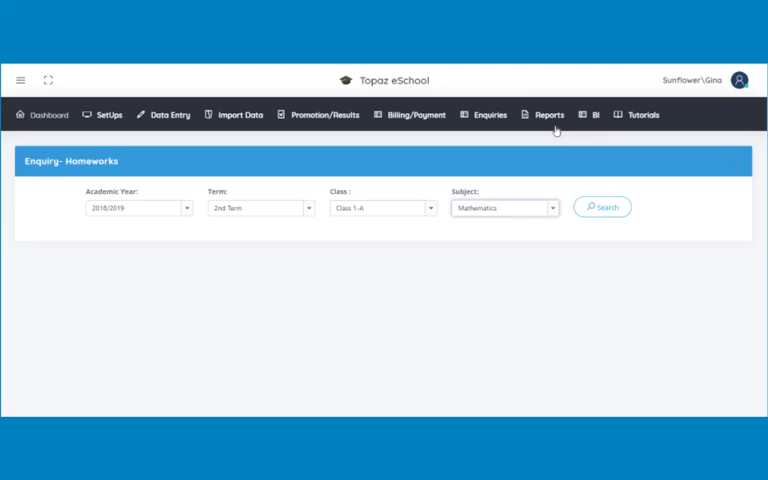 Topaz eSchool
Sunflower\Gina
Dashboard SetUps Data Entry Import Data Promotion/Results Billing/Payment Enquiries Reports BI Tutorials
Enquiry- Homeworks
Academic Year: Term: Class : Subject:
2018/2019 2nd Term Class 1-A Mathematics Search